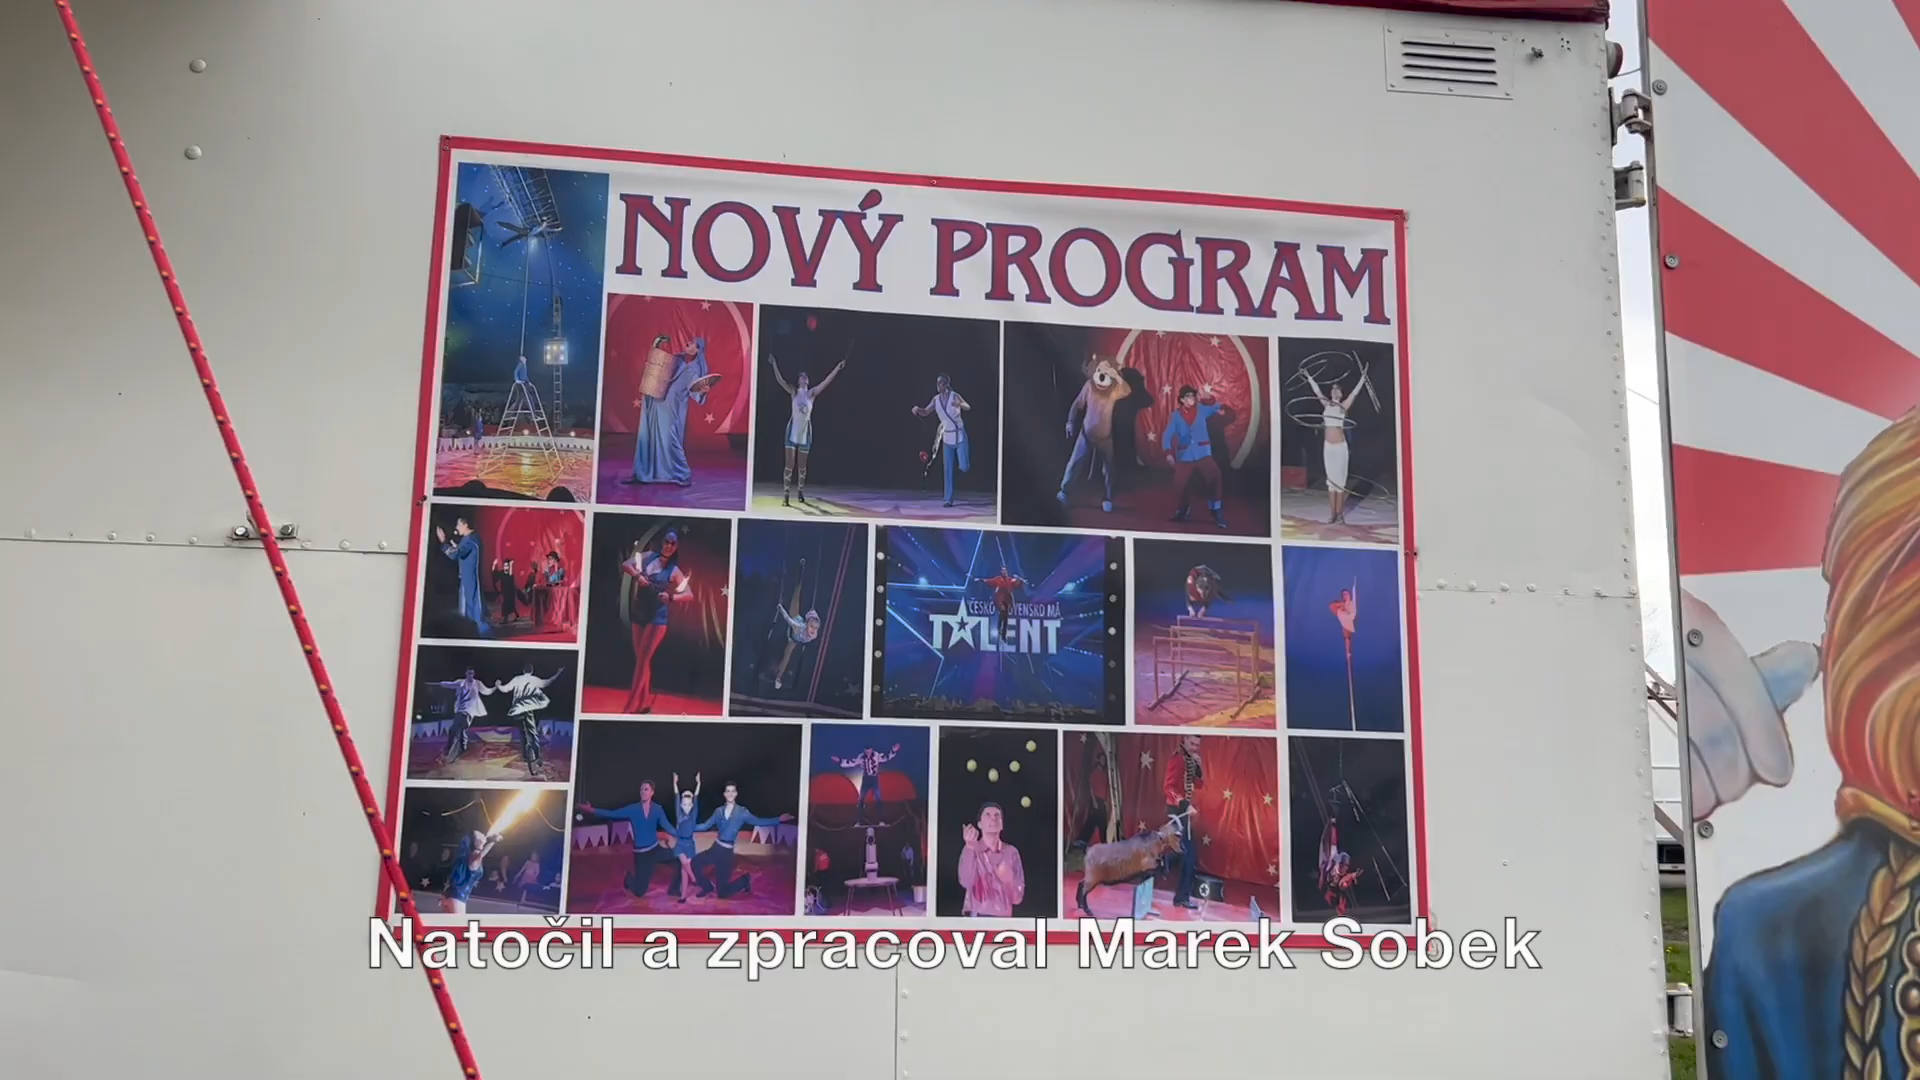 NOVÝ PROGRAM
ČESKO SLOVENSKO MÁ
TALENT
Natočil a zpracoval Marek Sobek